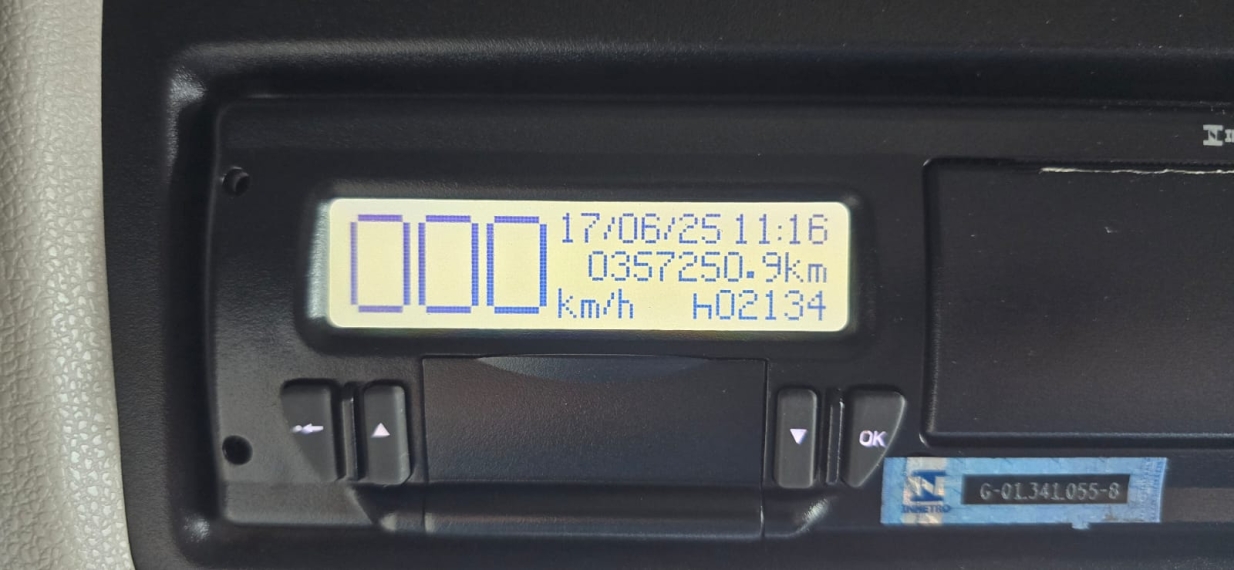 000
17/06/25 11:16
0357250.9km
km/h h02134
OK
INMETRO
G-01.341.055-8